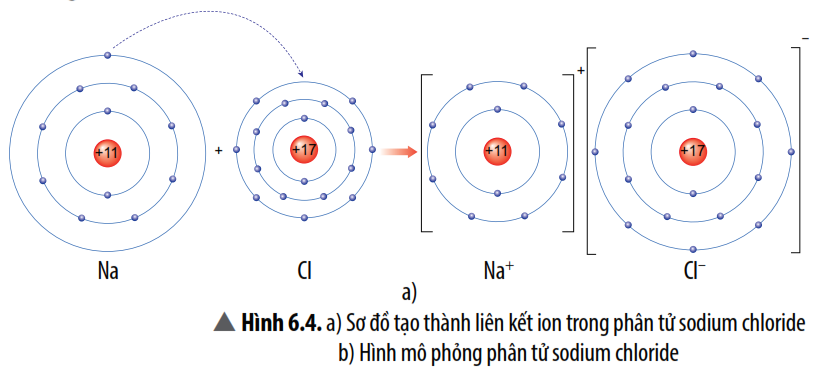 +11 + +17 +11 + +17 –
Na Cl Na⁺ Cl⁻
a)
▲ Hình 6.4. a) Sơ đồ tạo thành liên kết ion trong phân tử sodium chloride
b) Hình mô phỏng phân tử sodium chloride